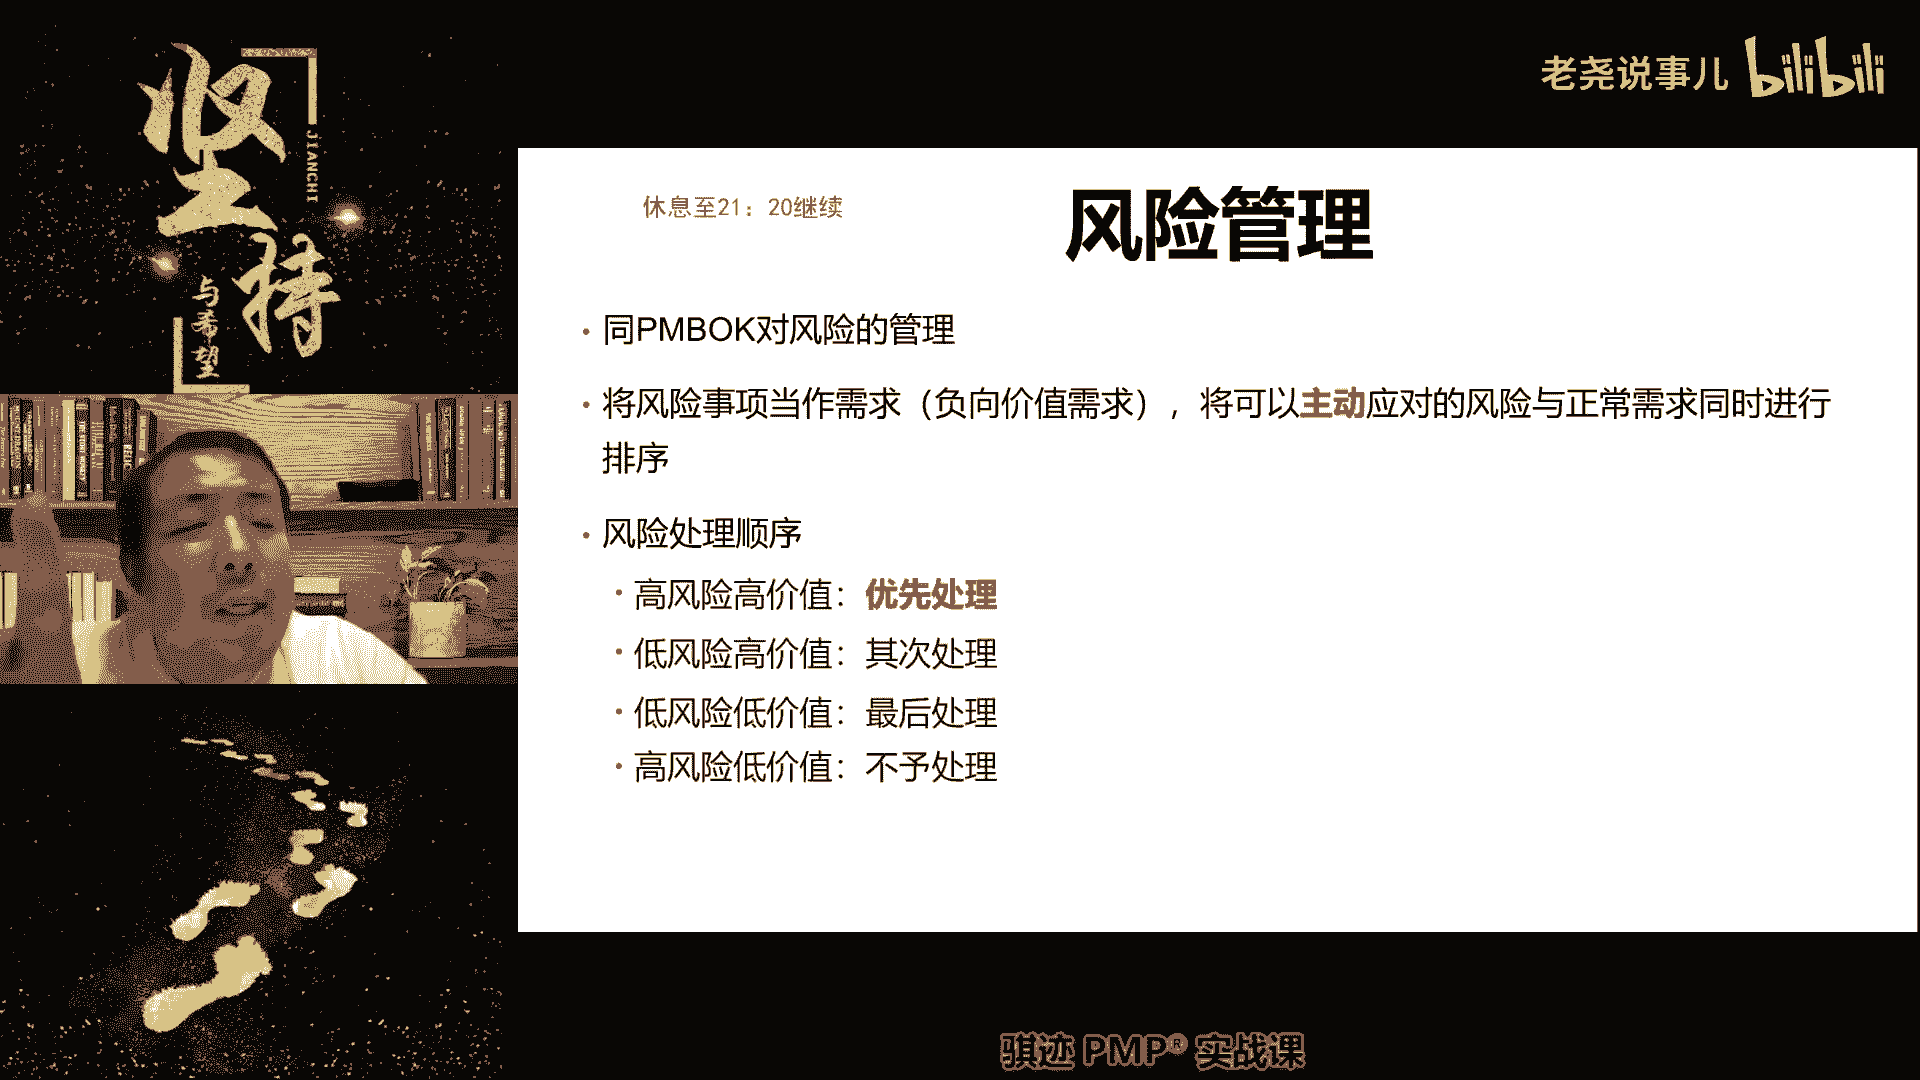 坚持
JIANCHI
与希望
老尧说事儿 bilibili
休息至21：20继续
风险管理
• 同PMBOK对风险的管理
• 将风险事项当作需求（负向价值需求），将可以主动应对的风险与正常需求同时进行
排序
• 风险处理顺序
• 高风险高价值：优先处理
• 低风险高价值：其次处理
• 低风险低价值：最后处理
• 高风险低价值：不予处理
骐迹 PMP® 实战课